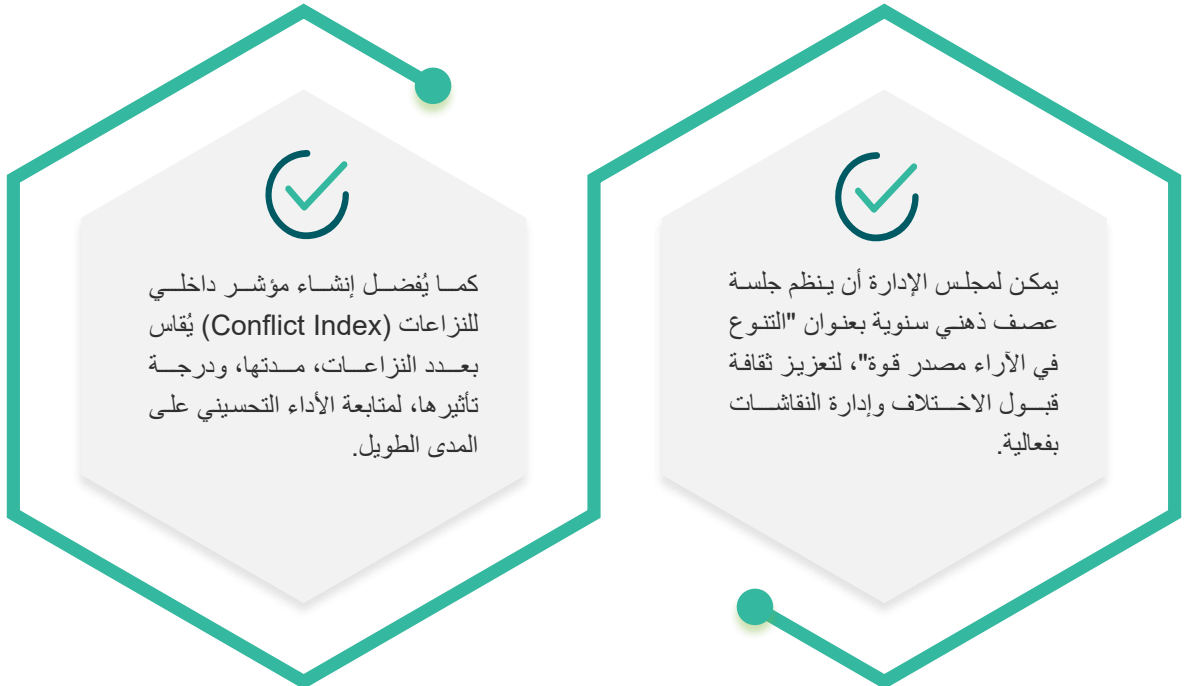 يمكن لمجلس الإدارة أن ينظم جلسة
عصف ذهني سنوية بعنوان "التنوع
في الآراء مصدر قوة"، لتعزيز ثقافة
قبول الاختلاف وإدارة النقاشات
بفعالية.
كما يُفضل إنشاء مؤشر داخلي
للنزاعات (Conflict Index) يُقاس
بعدد النزاعات، مدتها، ودرجة
تأثيرها، لمتابعة الأداء التحسيني على
المدى الطويل.